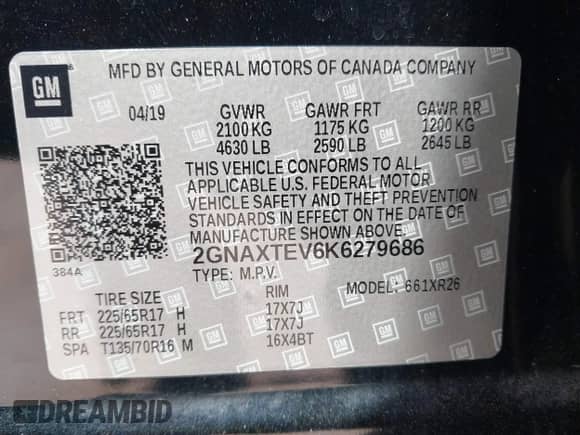 GM
MFD BY GENERAL MOTORS OF CANADA COMPANY
04/19 GVWR GAWR FRT GAWR RR
2100 KG 1175 KG 1200 KG
4630 LB 2590 LB 2645 LB
THIS VEHICLE CONFORMS TO ALL
APPLICABLE U.S. FEDERAL MOTOR
VEHICLE SAFETY AND THEFT PREVENTION
STANDARDS IN EFFECT ON THE DATE OF
MANUFACTURE SHOWN ABOVE.
384A
2GNAXTEV6K6279686
TYPE: M.P.V. MODEL: 661XR26
TIRE SIZE RIM
FRT 225/65R17 H 17X7J
RR 225/65R17 H 17X7J
SPA T135/70R16 M 16X4BT
DREAMBID